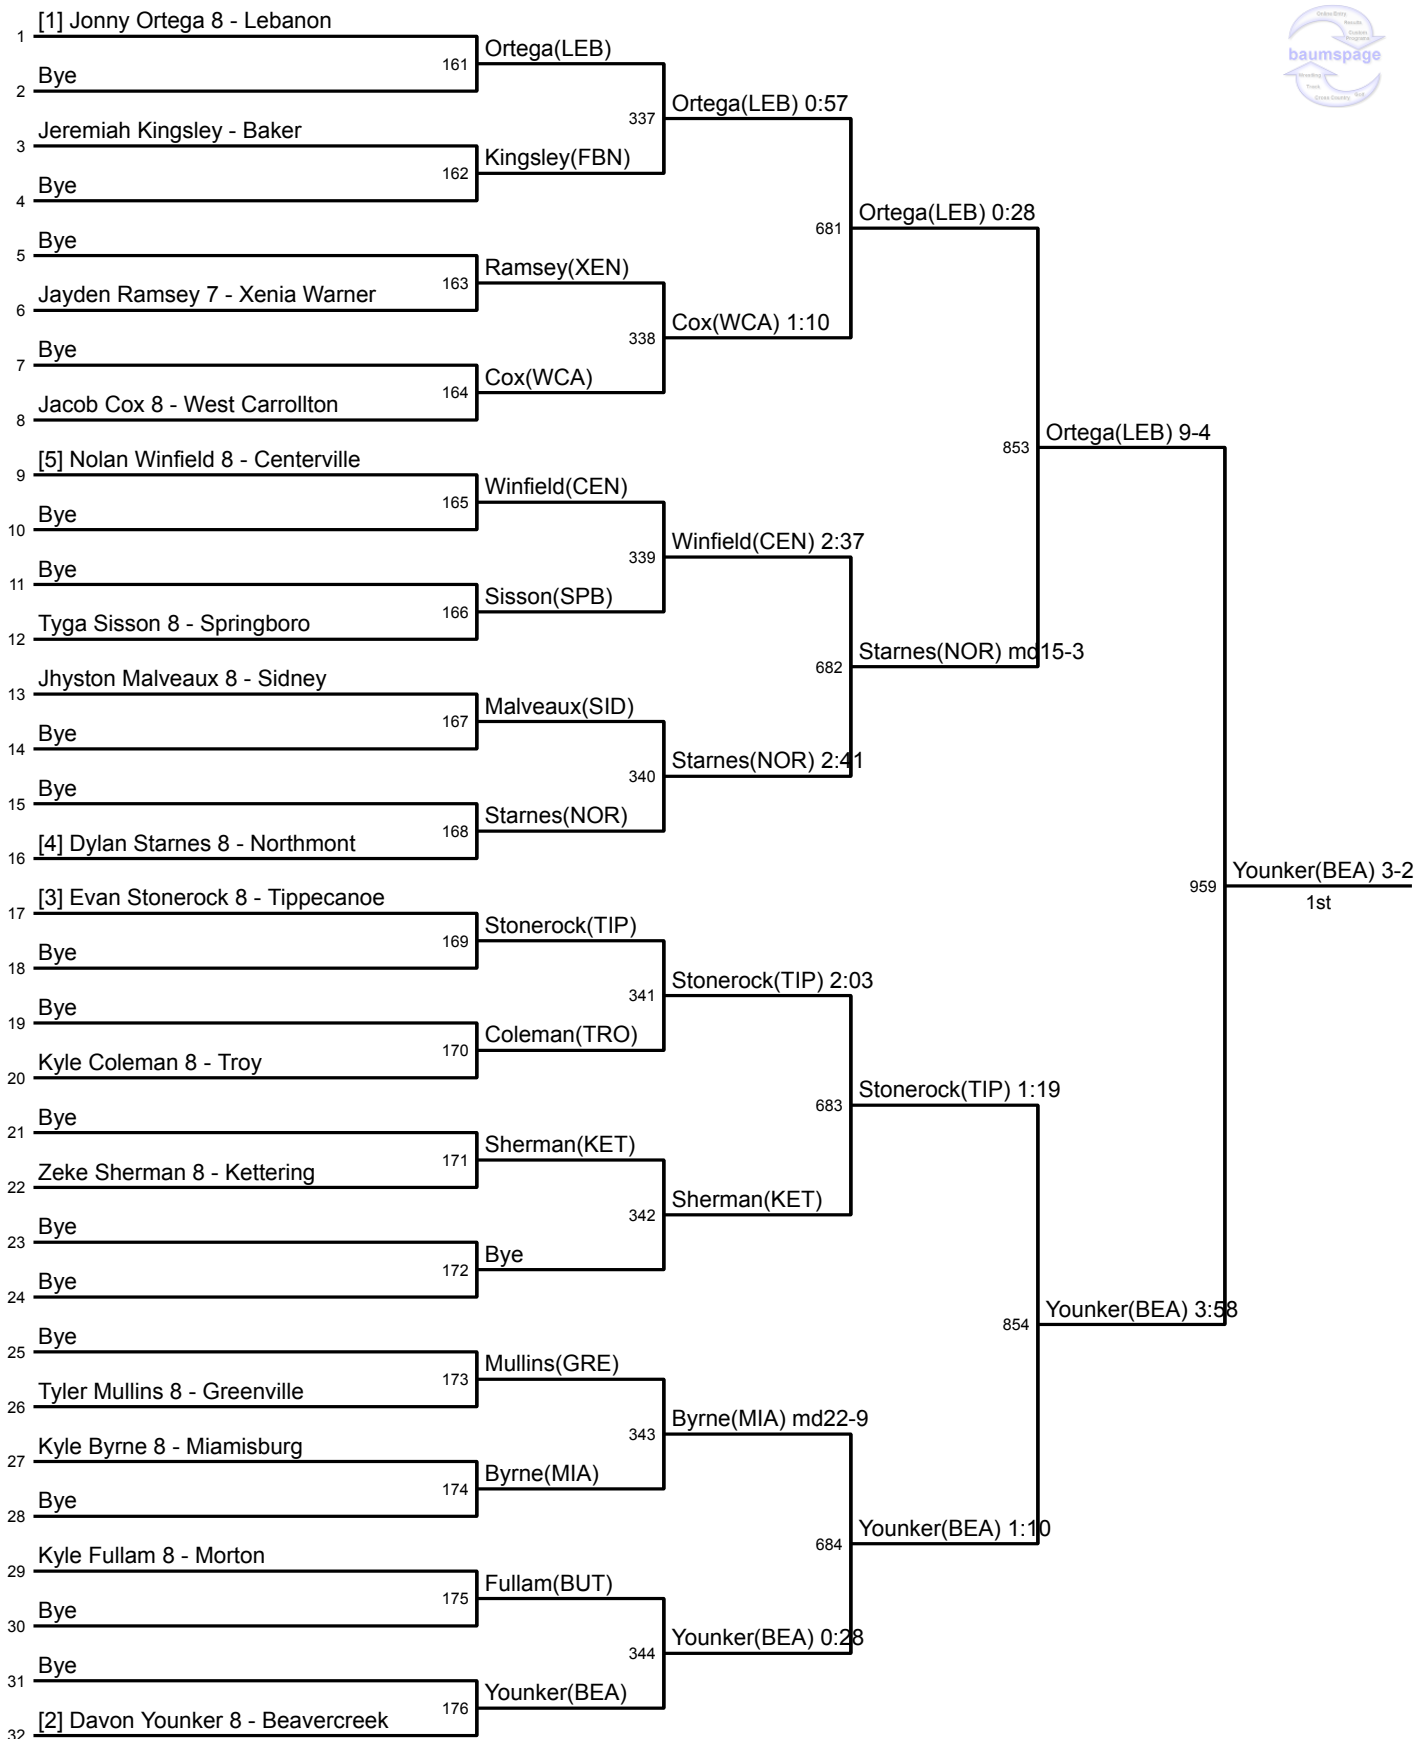 [1] Jonny Ortega 8 - Lebanon
1
Ortega(LEB)
161
Bye
2
Ortega(LEB) 0:57
337
Jeremiah Kingsley - Baker
3
Kingsley(FBN)
162
Bye
4
Ortega(LEB) 0:28
681
Bye
5
Ramsey(XEN)
163
Jayden Ramsey 7 - Xenia Warner
6
Cox(WCA) 1:10
338
Bye
7
Cox(WCA)
164
Jacob Cox 8 - West Carrollton
8
Ortega(LEB) 9-4
853
[5] Nolan Winfield 8 - Centerville
9
Winfield(CEN)
165
Bye
10
Winfield(CEN) 2:37
339
Bye
11
Sisson(SPB)
166
Tyga Sisson 8 - Springboro
12
Starnes(NOR) md15-3
682
Jhyston Malveaux 8 - Sidney
13
Malveaux(SID)
167
Bye
14
Starnes(NOR) 2:41
340
Bye
15
Starnes(NOR)
168
[4] Dylan Starnes 8 - Northmont
16
Younker(BEA) 3-2
959
1st
[3] Evan Stonerock 8 - Tippecanoe
17
Stonerock(TIP)
169
Bye
18
Stonerock(TIP) 2:03
341
Bye
19
Coleman(TRO)
170
Kyle Coleman 8 - Troy
20
Stonerock(TIP) 1:19
683
Bye
21
Sherman(KET)
171
Zeke Sherman 8 - Kettering
22
Sherman(KET)
342
Bye
23
Bye
172
Bye
24
Younker(BEA) 3:58
854
Bye
25
Mullins(GRE)
173
Tyler Mullins 8 - Greenville
26
Byrne(MIA) md22-9
343
Kyle Byrne 8 - Miamisburg
27
Byrne(MIA)
174
Bye
28
Younker(BEA) 1:10
684
Kyle Fullam 8 - Morton
29
Fullam(BUT)
175
Bye
30
Younker(BEA) 0:28
344
Bye
31
Younker(BEA)
176
[2] Davon Younker 8 - Beavercreek
32
Online Entry
Results
Custom
Programs
baumspage
Wrestling
Track
Cross Country